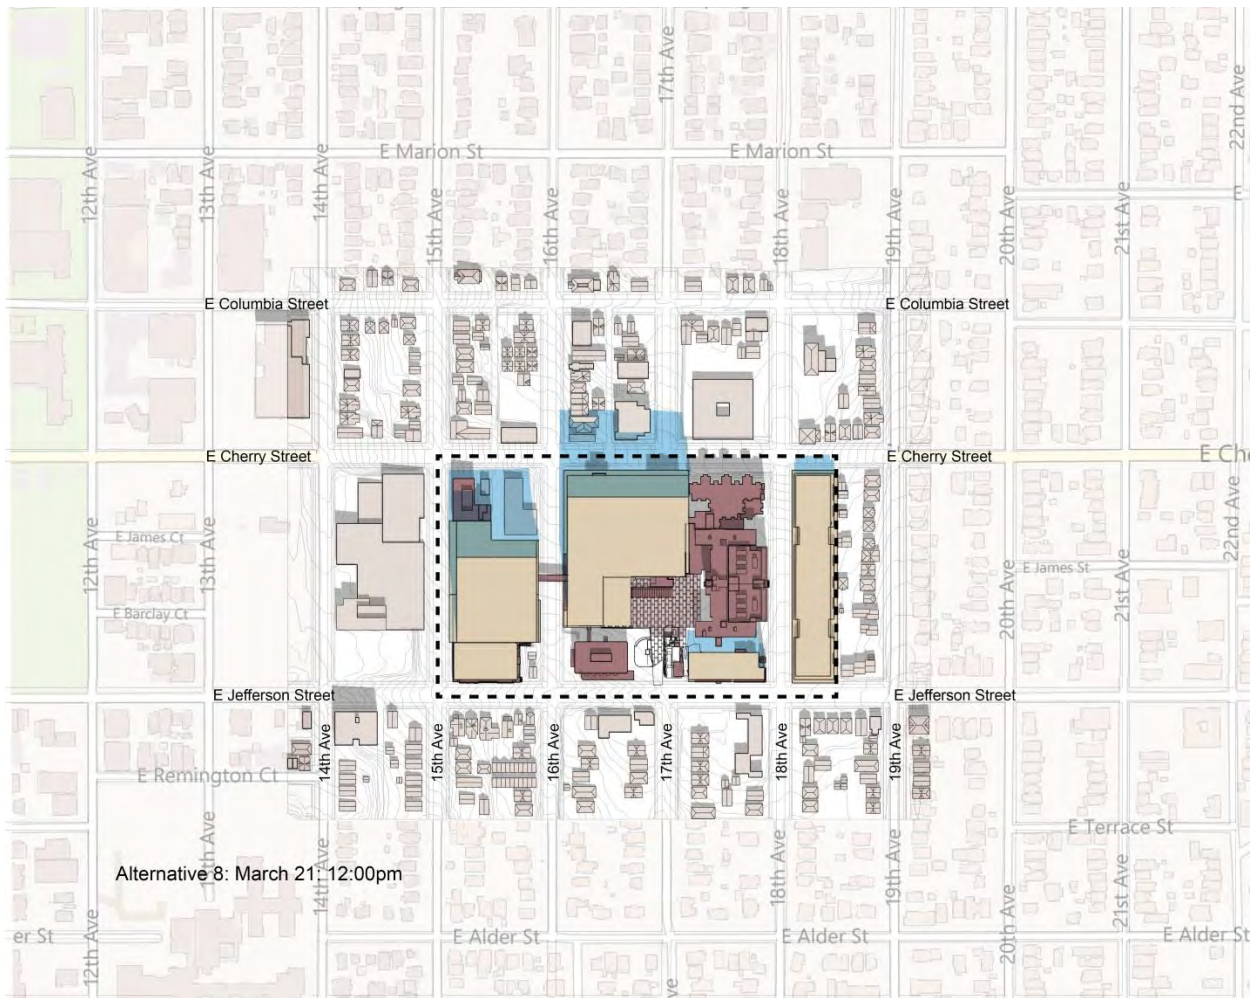 17th Ave
22nd Ave
E Marion St
E Marion St
12th Ave
13th Ave
14th Ave
15th Ave
16th Ave
18th Ave
19th Ave
20th Ave
21st Ave
E
E Columbia Street
E Columbia Street
E Cherry Street
E Cherry Street
E Che
E James Ct
12th Ave
13th Ave
E James St
22nd Ave
E Barclay Ct
20th Ave
21st Ave
E Jefferson Street
E Jefferson Street
14th Ave
15th Ave
16th Ave
17th Ave
18th Ave
19th Ave
E Remington Ct
E Terrace St
13th Ave
14th Ave
18th Ave
19th Ave
21st Ave
Alternative 8: March 21: 12:00pm
12th Ave
20th Ave
er St
E Alder St
E Alder St
E Alder St
Ave